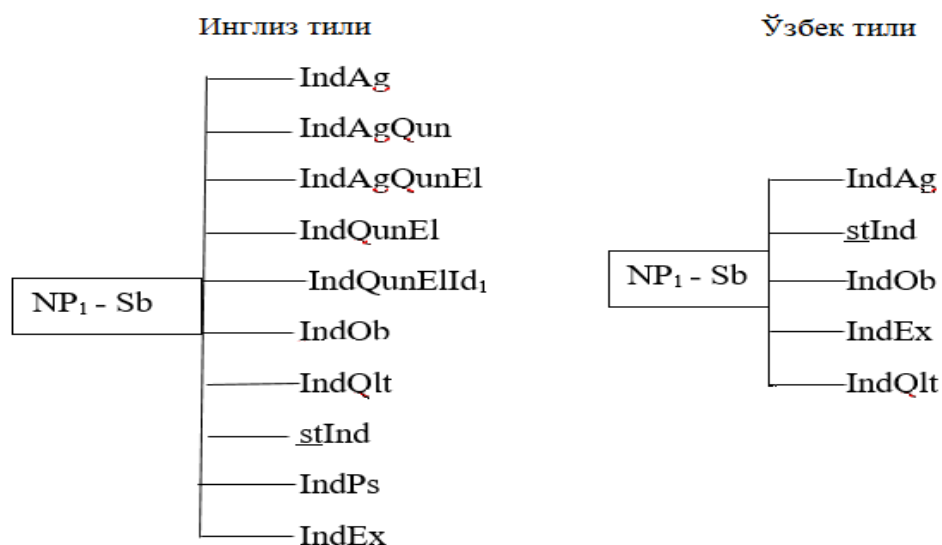 Инглиз тили
IndAg
IndAgQun
IndAgQunEl
IndQunEl
IndQunElId₁
NP₁ - Sb
IndOb
IndQlt
stInd
IndPs
IndEx
Ўзбек тили
IndAg
stInd
NP₁ - Sb
IndOb
IndEx
IndQlt